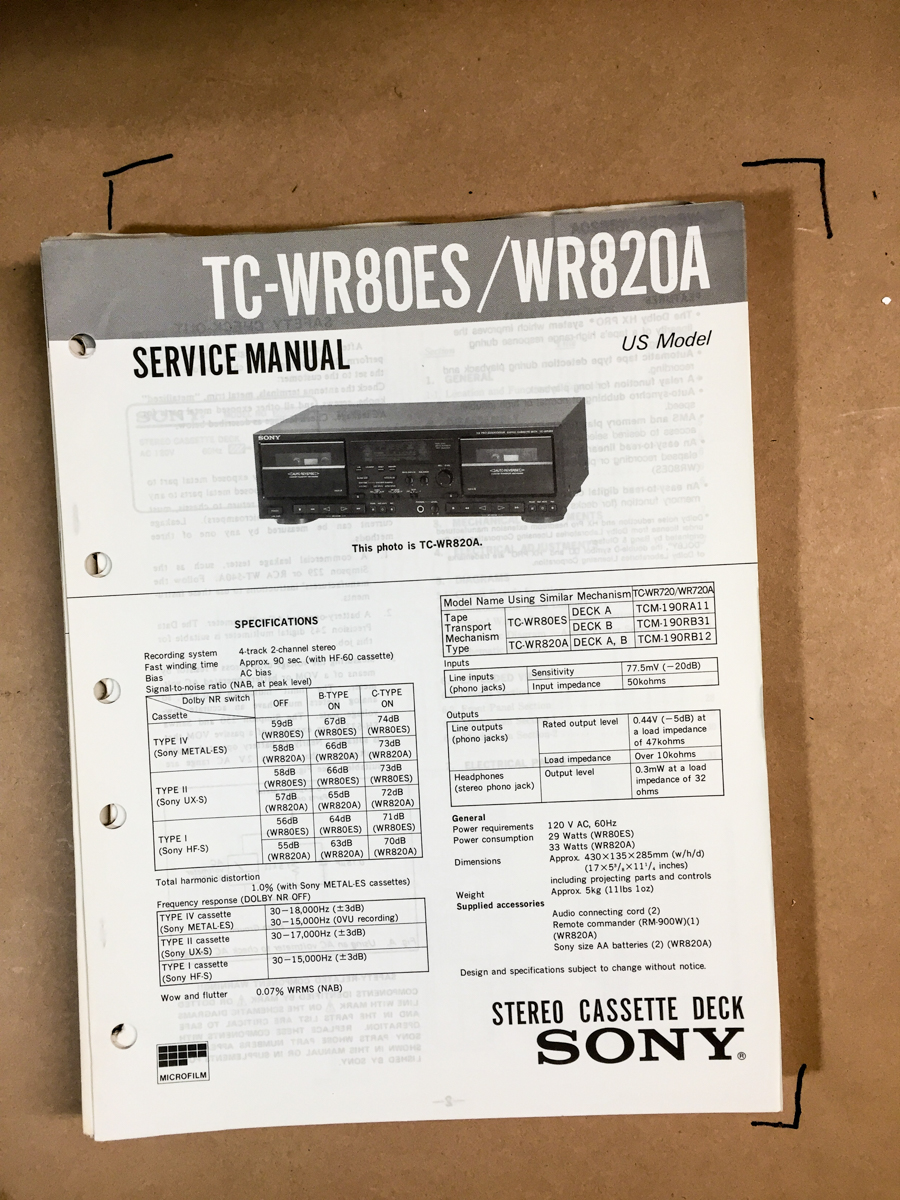 TC-WR80ES / WR820A
SERVICE MANUAL
US Model
SONY
This photo is TC-WR820A.
SPECIFICATIONS
Recording system 4-track 2-channel stereo
Fast winding time Approx. 90 sec. (with HF-60 cassette)
Bias AC bias
Signal-to-noise ratio (NAB, at peak level)
Dolby NR switch OFF B-TYPE ON C-TYPE ON
Cassette
TYPE IV (Sony METAL-ES) 59dB (WR80ES) 67dB (WR80ES) 74dB (WR80ES)
58dB (WR820A) 66dB (WR820A) 73dB (WR820A)
TYPE II (Sony UX-S) 58dB (WR80ES) 66dB (WR80ES) 73dB (WR80ES)
57dB (WR820A) 65dB (WR820A) 72dB (WR820A)
TYPE I (Sony HF-S) 56dB (WR80ES) 64dB (WR80ES) 71dB (WR80ES)
55dB (WR820A) 63dB (WR820A) 70dB (WR820A)
Total harmonic distortion
1.0% (with Sony METAL-ES cassettes)
Frequency response (DOLBY NR OFF)
TYPE IV cassette 30–18,000Hz (±3dB)
(Sony METAL-ES) 30–15,000Hz (0VU recording)
TYPE II cassette 30–17,000Hz (±3dB)
(Sony UX-S)
TYPE I cassette 30–15,000Hz (±3dB)
(Sony HF-S)
Wow and flutter 0.07% WRMS (NAB)
MICROFILM
Model Name Using Similar Mechanism TC-WR720/WR720A
Tape Transport Mechanism Type TC-WR80ES DECK A TCM-190RA11
DECK B TCM-190RB31
TC-WR820A DECK A, B TCM-190RB12
Inputs
Line inputs Sensitivity 77.5mV (−20dB)
(phono jacks) Input impedance 50kohms
Outputs
Line outputs Rated output level 0.44V (−5dB) at
(phono jacks) a load impedance
of 47kohms
Load impedance Over 10kohms
Headphones Output level 0.3mW at a load
(stereo phono jack) impedance of 32
ohms
General
Power requirements 120 V AC, 60Hz
Power consumption 29 Watts (WR80ES)
33 Watts (WR820A)
Dimensions Approx. 430×135×285mm (w/h/d)
(17×5³/₈×11¹/₄ inches)
including projecting parts and controls
Weight Approx. 5kg (11lbs 1oz)
Supplied accessories
Audio connecting cord (2)
Remote commander (RM-900W)(1)
(WR820A)
Sony size AA batteries (2) (WR820A)
Design and specifications subject to change without notice.
STEREO CASSETTE DECK
SONY®